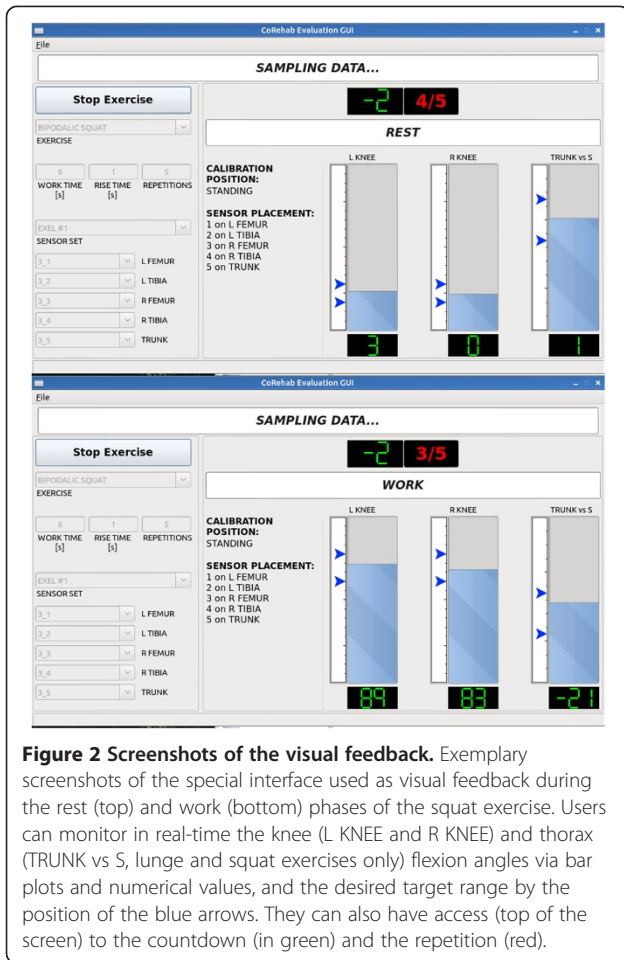 CoRehab Evaluation GUI
File
SAMPLING DATA...
Stop Exercise
-2 4/5
REST
BIPODALIC SQUAT
EXERCISE
6 1 5
WORK TIME [s] RISE TIME [s] REPETITIONS
EXEL #1
SENSOR SET
3_1 L FEMUR
3_2 L TIBIA
3_3 R FEMUR
3_4 R TIBIA
3_5 TRUNK
CALIBRATION
POSITION:
STANDING
SENSOR PLACEMENT:
1 on L FEMUR
2 on L TIBIA
3 on R FEMUR
4 on R TIBIA
5 on TRUNK
L KNEE R KNEE TRUNK vs S
3 0 1
CoRehab Evaluation GUI
File
SAMPLING DATA...
Stop Exercise
-2 3/5
WORK
BIPODALIC SQUAT
EXERCISE
6 1 5
WORK TIME [s] RISE TIME [s] REPETITIONS
EXEL #1
SENSOR SET
3_1 L FEMUR
3_2 L TIBIA
3_3 R FEMUR
3_4 R TIBIA
3_5 TRUNK
CALIBRATION
POSITION:
STANDING
SENSOR PLACEMENT:
1 on L FEMUR
2 on L TIBIA
3 on R FEMUR
4 on R TIBIA
5 on TRUNK
L KNEE R KNEE TRUNK vs S
89 83 -21
Figure 2 Screenshots of the visual feedback. Exemplary
screenshots of the special interface used as visual feedback during
the rest (top) and work (bottom) phases of the squat exercise. Users
can monitor in real-time the knee (L KNEE and R KNEE) and thorax
(TRUNK vs S, lunge and squat exercises only) flexion angles via bar
plots and numerical values, and the desired target range by the
position of the blue arrows. They can also have access (top of the
screen) to the countdown (in green) and the repetition (red).